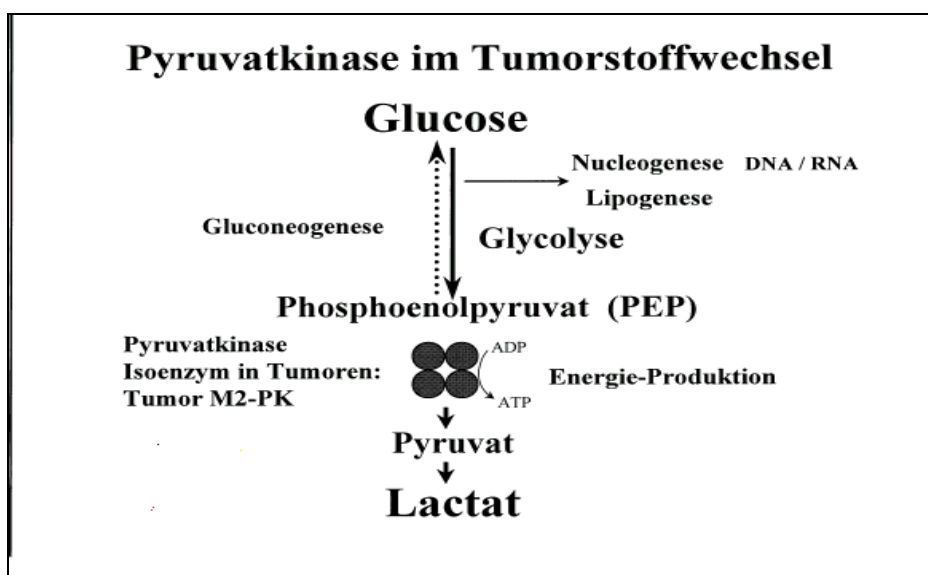 Pyruvatkinase im Tumorstoffwechsel
Glucose
Nucleogenese DNA / RNA
Lipogenese
Gluconeogenese
Glycolyse
Phosphoenolpyruvat (PEP)
Pyruvatkinase
Isoenzym in Tumoren:
Tumor M2-PK
ADP
ATP
Energie-Produktion
Pyruvat
Lactat